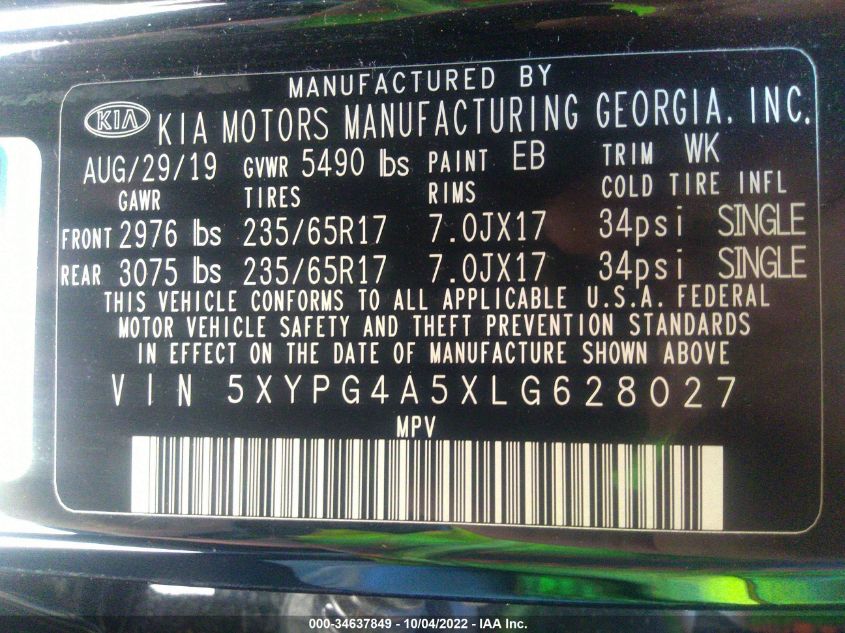 MANUFACTURED BY
KIA KIA MOTORS MANUFACTURING GEORGIA, INC.
AUG/29/19 GVWR 5490 lbs PAINT EB TRIM WK
GAWR TIRES RIMS COLD TIRE INFL
FRONT 2976 lbs 235/65R17 7.0JX17 34psi SINGLE
REAR 3075 lbs 235/65R17 7.0JX17 34psi SINGLE
THIS VEHICLE CONFORMS TO ALL APPLICABLE U.S.A. FEDERAL
MOTOR VEHICLE SAFETY AND THEFT PREVENTION STANDARDS
IN EFFECT ON THE DATE OF MANUFACTURE SHOWN ABOVE
VIN 5XYPG4A5XLG628027
MPV
000-34637849 - 10/04/2022 - IAA Inc.